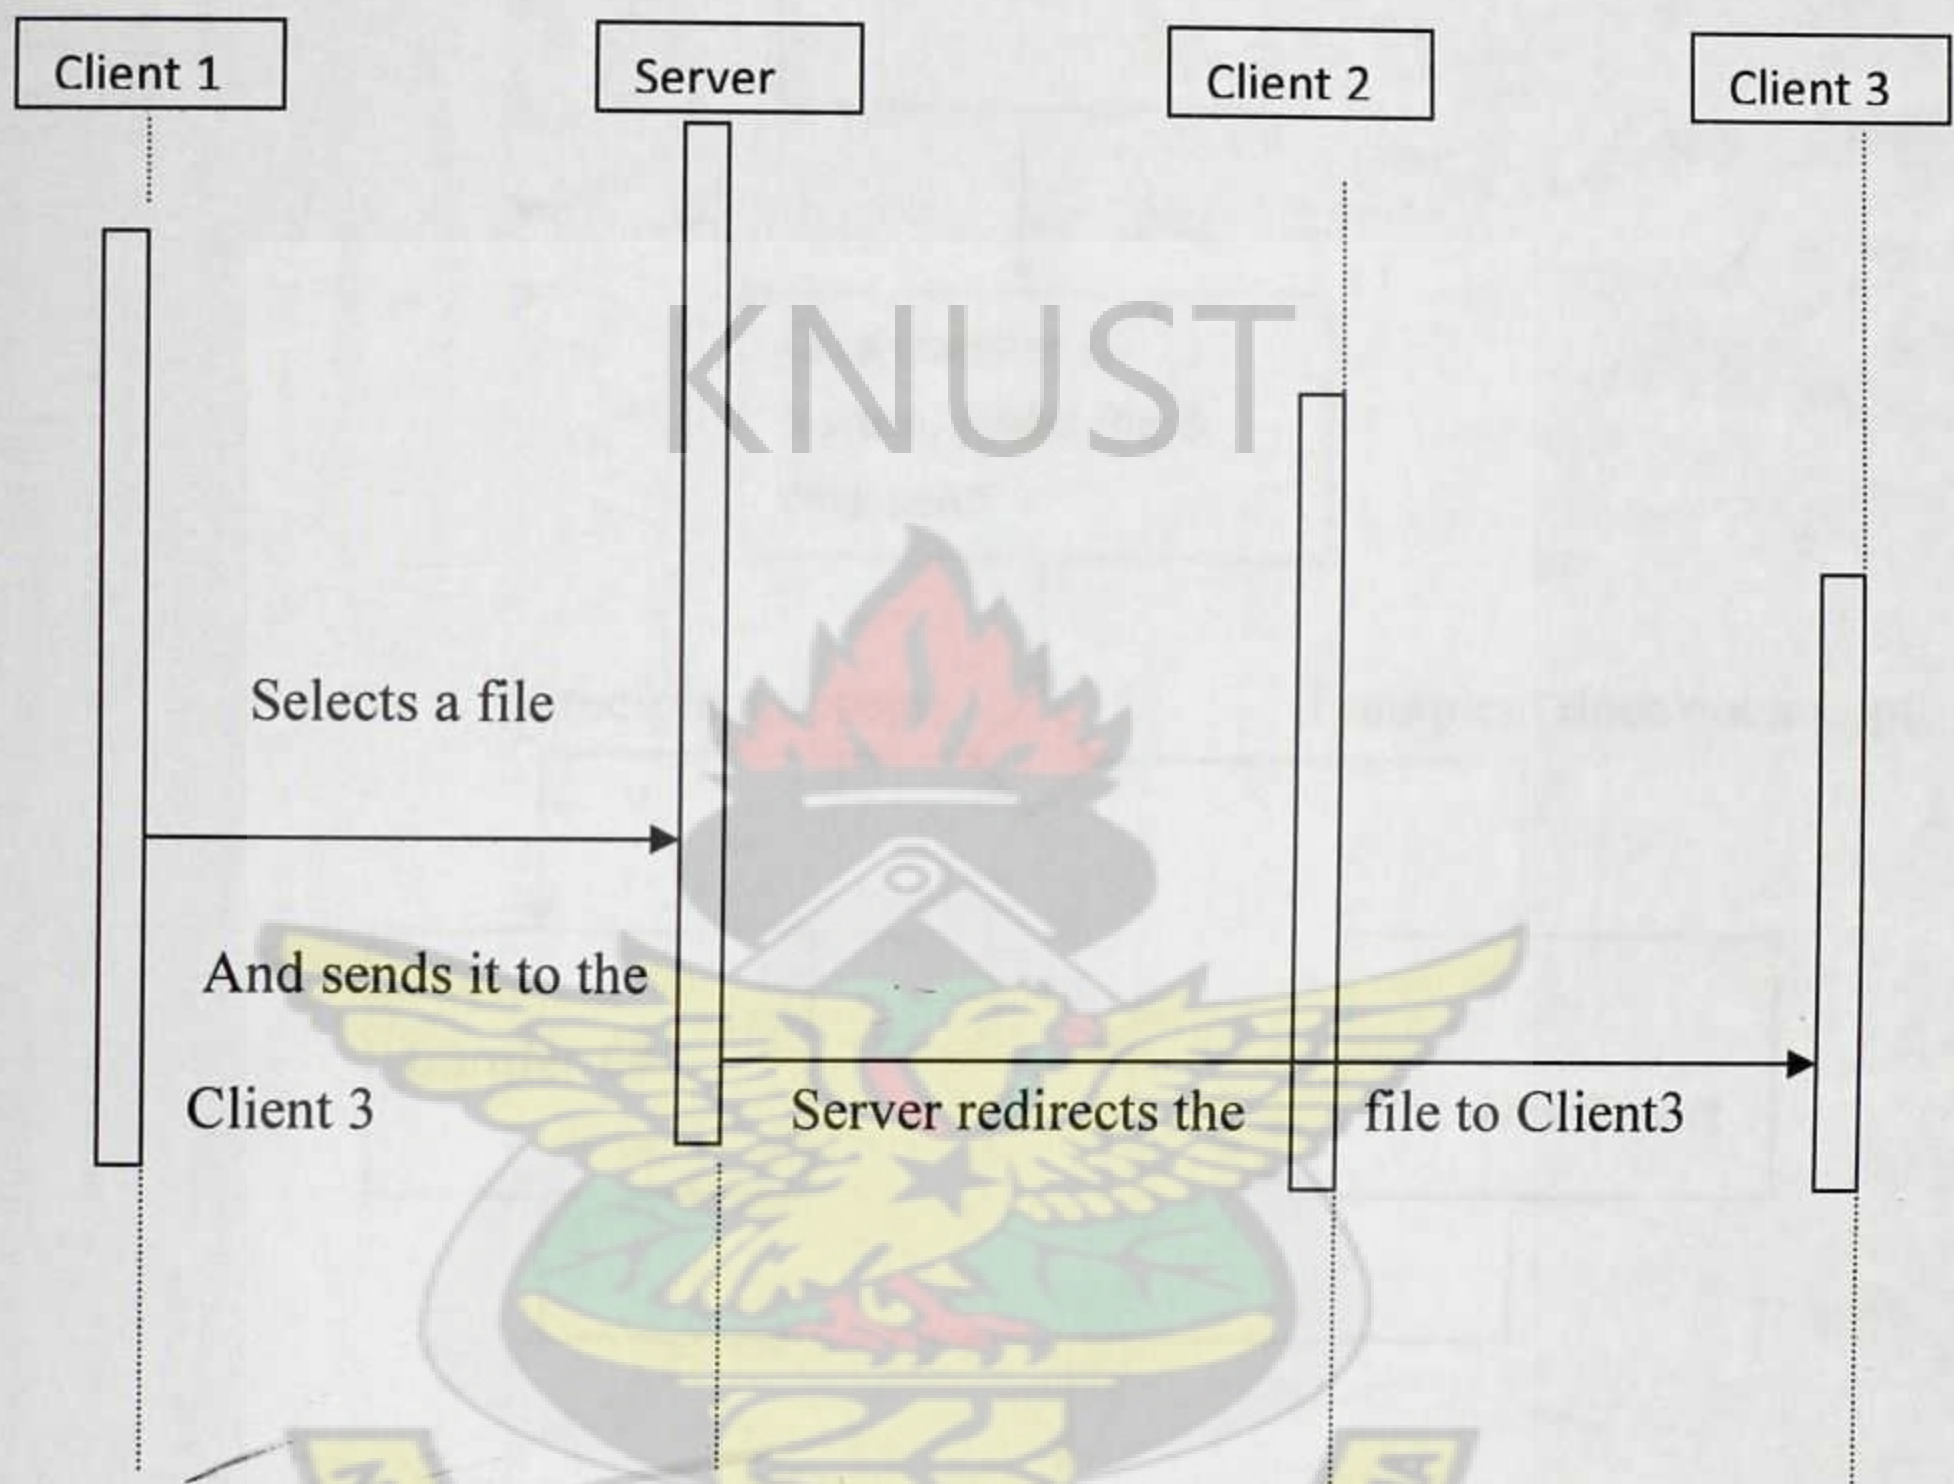 Client 1
Server
Client 2
Client 3
KNUST
Selects a file
And sends it to the
Client 3
Server redirects the file to Client3